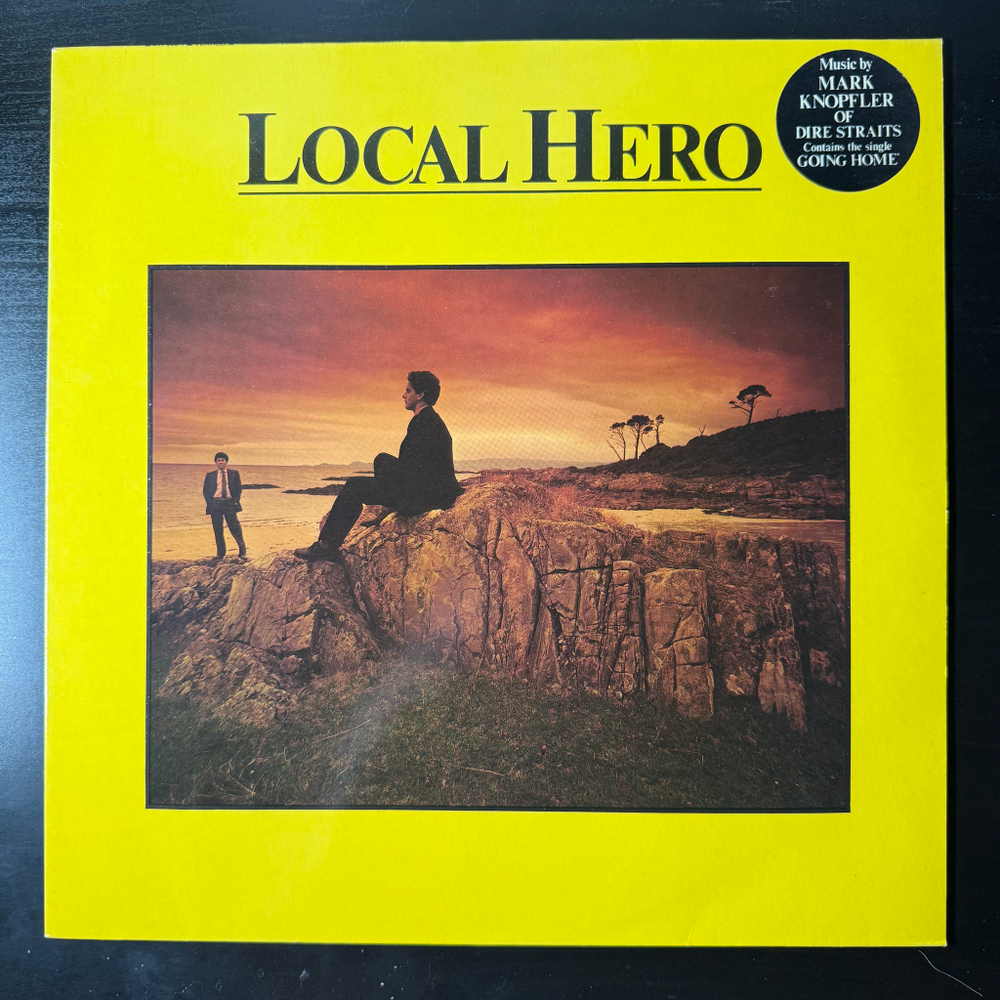 LOCAL HERO
Music by
MARK
KNOPFLER
OF
DIRE STRAITS
Contains the single
GOING HOME"